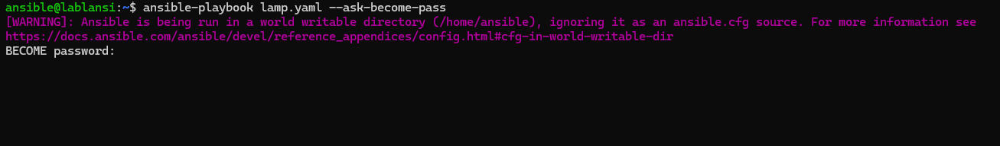 ansible@lablansi:~$ ansible-playbook lamp.yaml --ask-become-pass
[WARNING]: Ansible is being run in a world writable directory (/home/ansible), ignoring it as an ansible.cfg source. For more information see
https://docs.ansible.com/ansible/devel/reference_appendices/config.html#cfg-in-world-writable-dir
BECOME password: